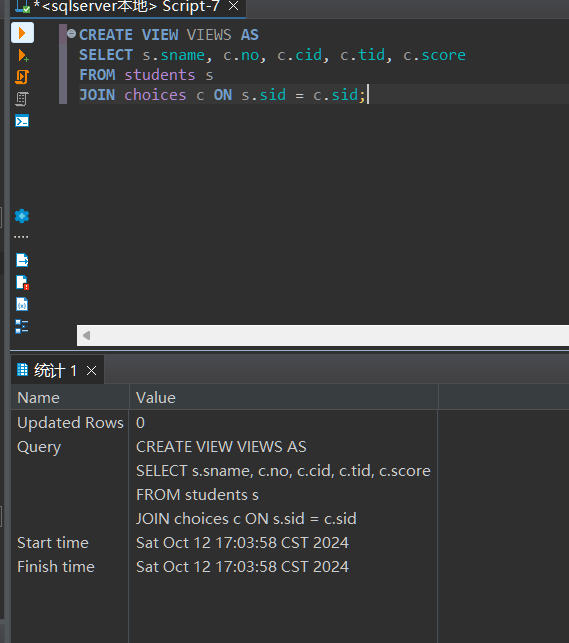 *<sqlserver本地> Script-7
CREATE VIEW VIEWS AS
SELECT s.sname, c.no, c.cid, c.tid, c.score
FROM students s
JOIN choices c ON s.sid = c.sid;
统计 1
Name Value
Updated Rows 0
Query CREATE VIEW VIEWS AS
SELECT s.sname, c.no, c.cid, c.tid, c.score
FROM students s
JOIN choices c ON s.sid = c.sid
Start time Sat Oct 12 17:03:58 CST 2024
Finish time Sat Oct 12 17:03:58 CST 2024